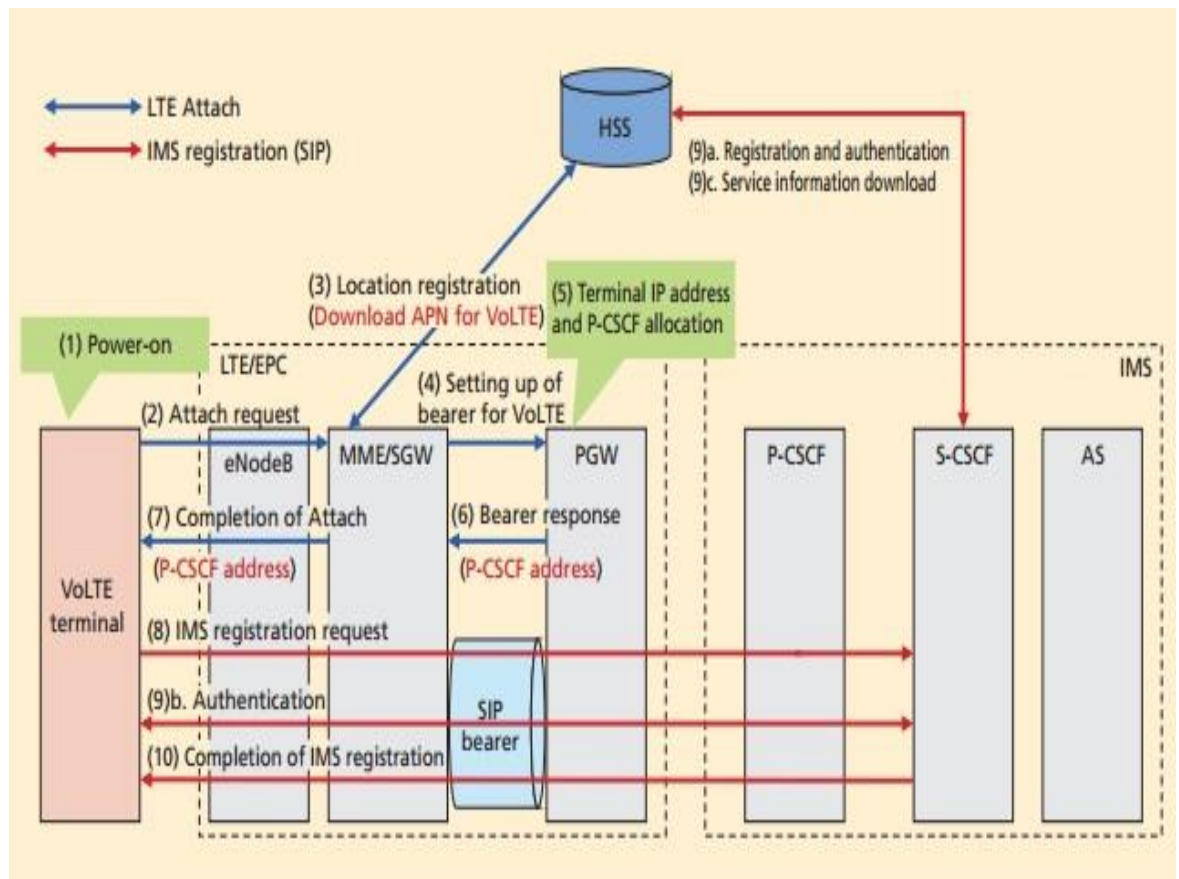 LTE Attach
IMS registration (SIP)
HSS
(9)a. Registration and authentication
(9)c. Service information download
(3) Location registration
(Download APN for VoLTE)
(5) Terminal IP address
and P-CSCF allocation
(1) Power-on
LTE/EPC
IMS
(4) Setting up of
bearer for VoLTE
(2) Attach request
eNodeB
MME/SGW
PGW
P-CSCF
S-CSCF
AS
(7) Completion of Attach
(P-CSCF address)
(6) Bearer response
(P-CSCF address)
VoLTE
terminal
(8) IMS registration request
(9)b. Authentication
SIP
bearer
(10) Completion of IMS registration